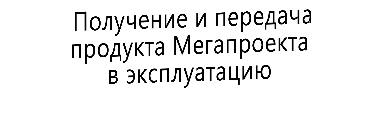 Получение и передача
продукта Мегапроекта
в эксплуатацию